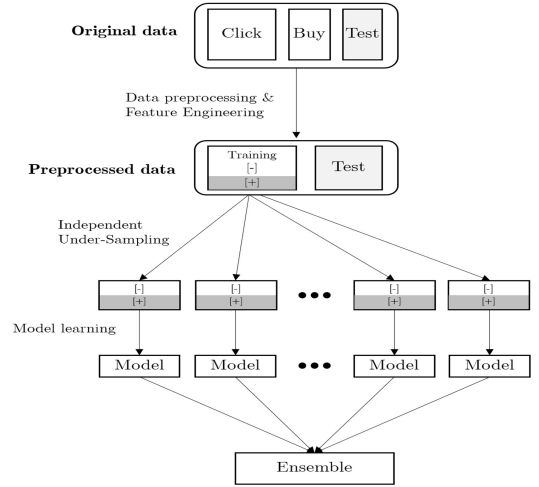 Original data
Click
Buy
Test
Data preprocessing &
Feature Engineering
Preprocessed data
Training
[-]
[+]
Test
Independent
Under-Sampling
[-]
[+]
[-]
[+]
[-]
[+]
[-]
[+]
Model learning
Model
Model
Model
Model
Ensemble